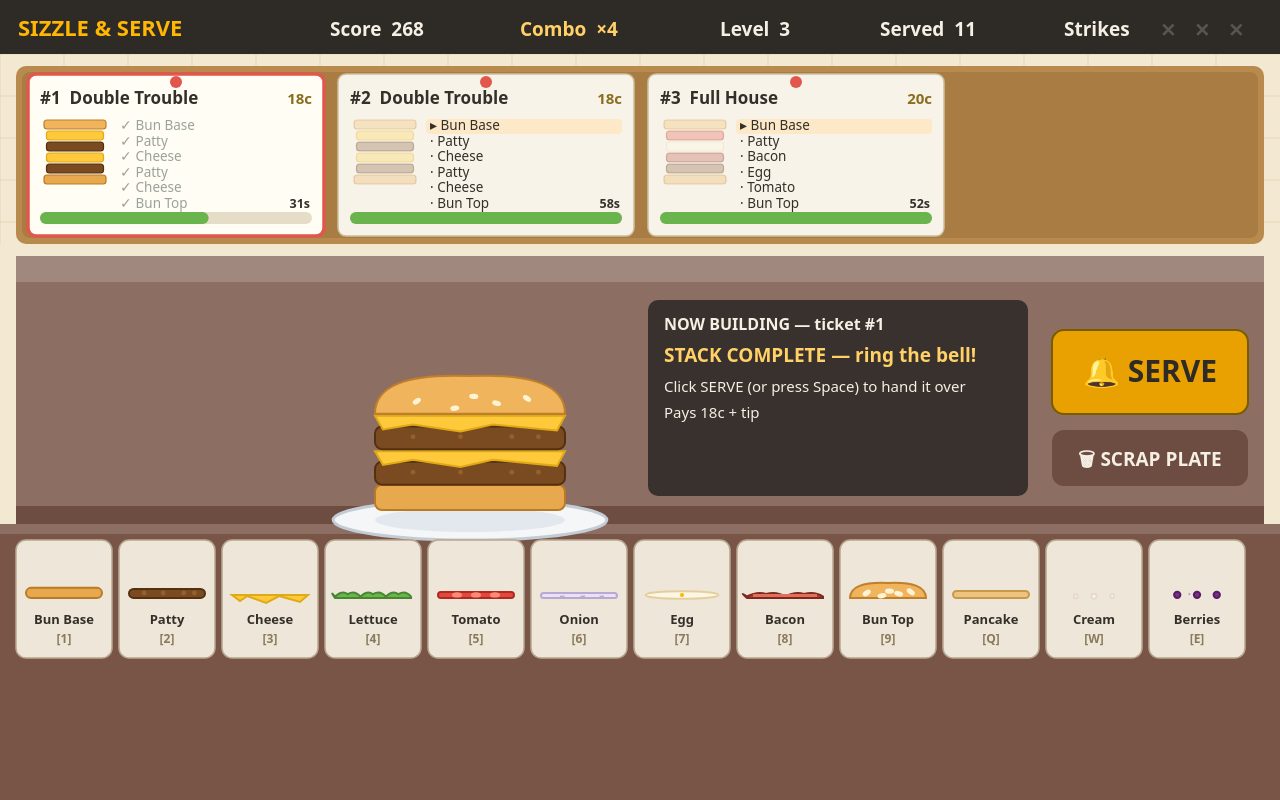 SIZZLE & SERVE Score 268 Combo ×4 Level 3 Served 11 Strikes × × ×
#1 Double Trouble 18c
✓ Bun Base
✓ Patty
✓ Cheese
✓ Patty
✓ Cheese
✓ Bun Top
31s
#2 Double Trouble 18c
▸ Bun Base
· Patty
· Cheese
· Patty
· Cheese
· Bun Top
58s
#3 Full House 20c
▸ Bun Base
· Patty
· Bacon
· Egg
· Tomato
· Bun Top
52s
NOW BUILDING — ticket #1
STACK COMPLETE — ring the bell!
Click SERVE (or press Space) to hand it over
Pays 18c + tip
🔔 SERVE
🗑 SCRAP PLATE
Bun Base
[1]
Patty
[2]
Cheese
[3]
Lettuce
[4]
Tomato
[5]
Onion
[6]
Egg
[7]
Bacon
[8]
Bun Top
[9]
Pancake
[Q]
Cream
[W]
Berries
[E]